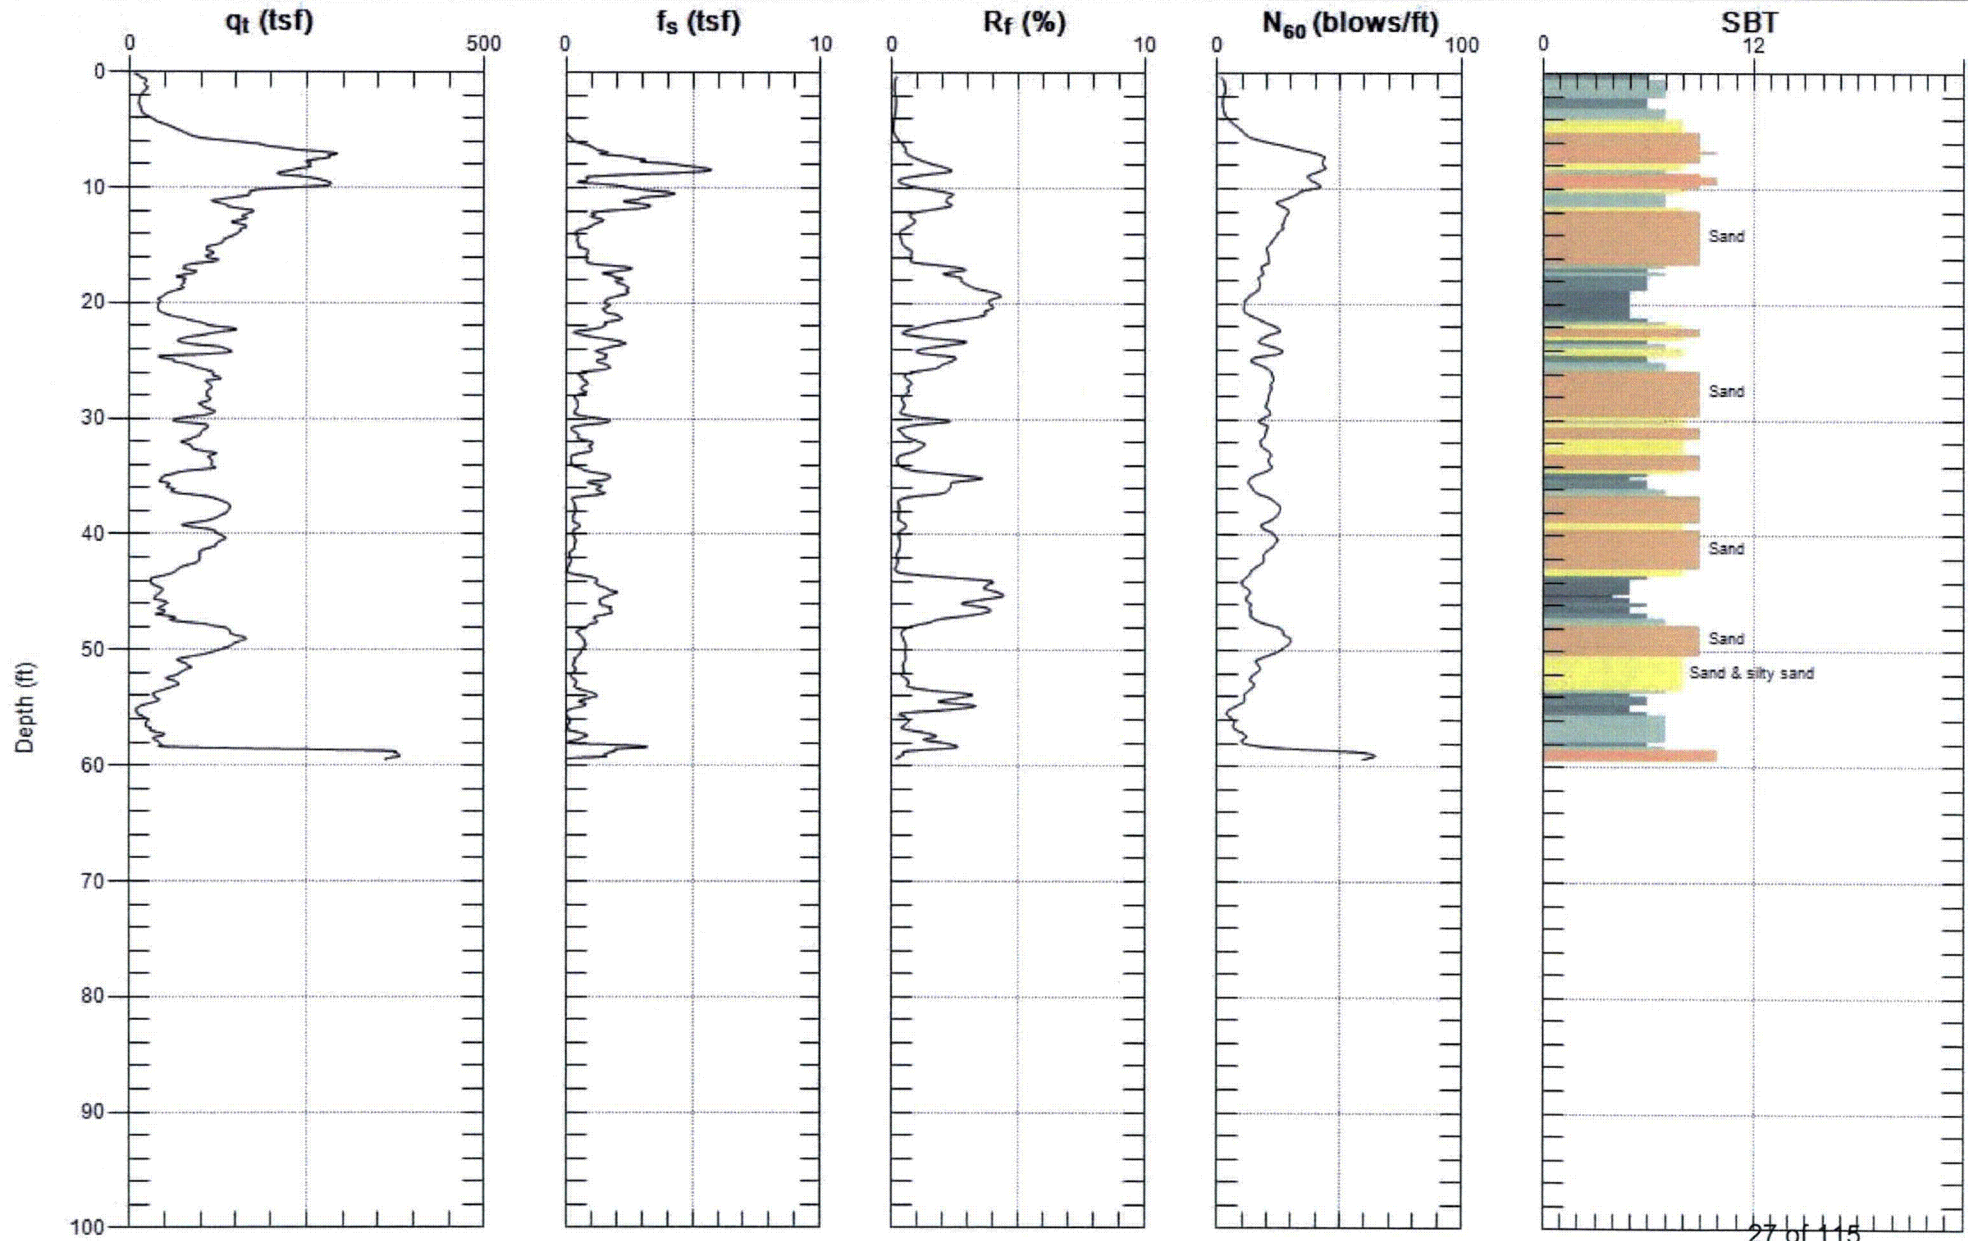 qt (tsf)
fs (tsf)
Rf (%)
N60 (blows/ft)
SBT
0
500
0
10
0
10
0
100
0
12
0
10
20
30
40
50
60
70
80
90
100
Depth (ft)
Sand
Sand
Sand
Sand
Sand & silty sand
27 of 115